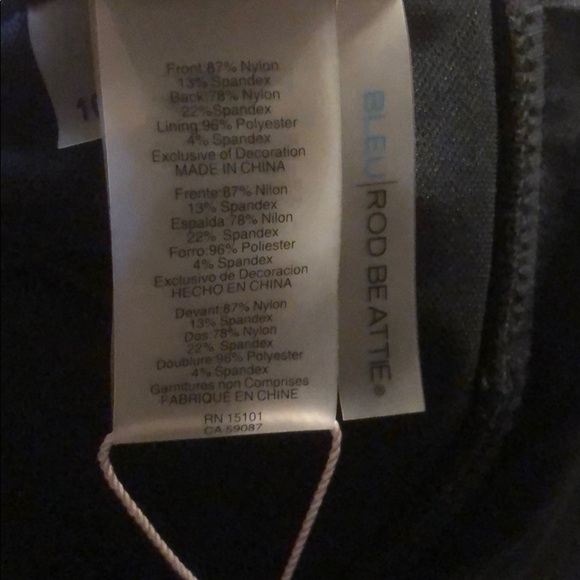 Front:87% Nylon
13% Spandex
Back:78% Nylon
22%Spandex
Lining:96% Polyester
4% Spandex
Exclusive of Decoration
MADE IN CHINA
Frente:87% Nilon
13% Spandex
Espalda 78% Nilon
22% Spandex
Forro:96% Poliester
4% Spandex
Exclusivo de Decoracion
HECHO EN CHINA
Devant:87% Nylon
13% Spandex
Dos:78% Nylon
22% Spandex
Doublure:96% Polyester
4% Spandex
Garnitures non Comprises
FABRIQUÉ EN CHINE
RN 15101
CA 59087
BLEU|ROD BEATTIE®